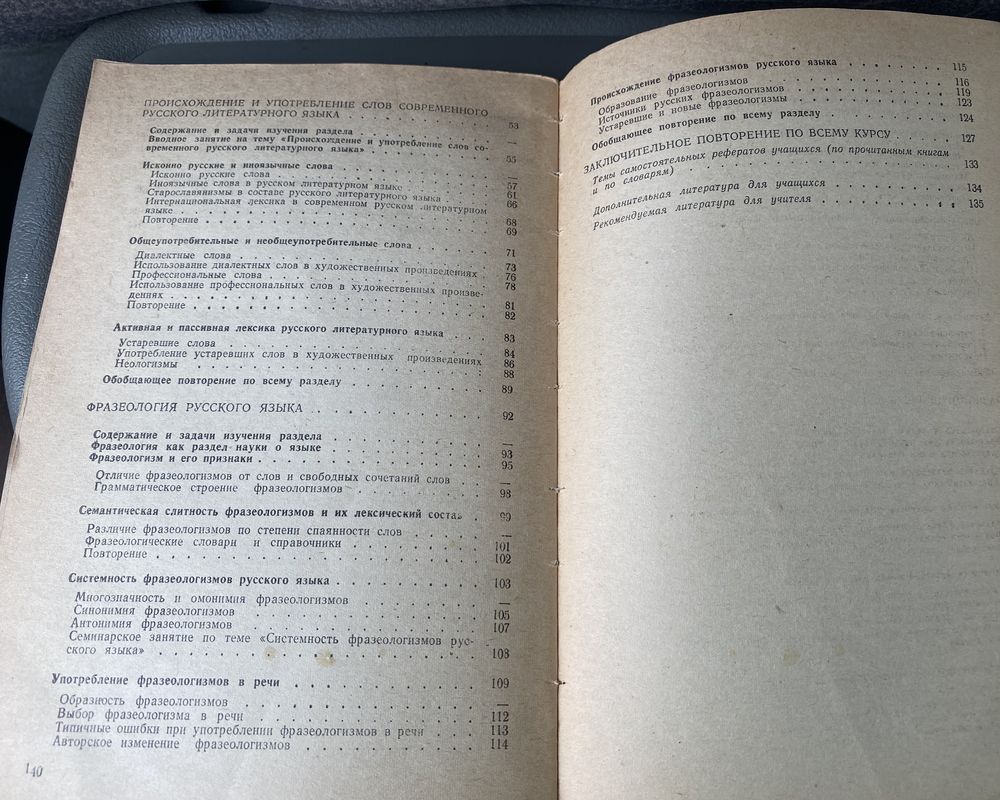 ПРОИСХОЖДЕНИЕ И УПОТРЕБЛЕНИЕ СЛОВ СОВРЕМЕННОГО
РУССКОГО ЛИТЕРАТУРНОГО ЯЗЫКА 53
Содержание и задачи изучения раздела . . . . . . . . —
Вводное занятие на тему «Происхождение и употребление слов со-
временного русского литературного языка» . . . . . . . . 55
Исконно русские и иноязычные слова . . . . . . . . —
Исконно русские слова . . . . . . . . 57
Иноязычные слова в русском литературном языке . . . . 61
Старославянизмы в составе русского литературного языка . . . 66
Интернациональная лексика в современном русском литературном
языке . . . . . . . . 68
Повторение . . . . . . . . 69
Общеупотребительные и необщеупотребительные слова . . . . 71
Диалектные слова . . . . . . . . 73
Использование диалектных слов в художественных произведениях . 76
Профессиональные слова . . . . . . . . 78
Использование профессиональных слов в художественных произве-
дениях . . . . . . . . 81
Повторение . . . . . . . . 82
Активная и пассивная лексика русского литературного языка . . 83
Устаревшие слова . . . . . . . . 84
Употребление устаревших слов в художественных произведениях 86
Неологизмы . . . . . . . . 88
Обобщающее повторение по всему разделу . . . . . . . . 89
ФРАЗЕОЛОГИЯ РУССКОГО ЯЗЫКА . . . . . . . . 92
Содержание и задачи изучения раздела . . . . . . . . —
Фразеология как раздел науки о языке . . . . . . . . 93
Фразеологизм и его признаки . . . . . . . . 95
Отличие фразеологизмов от слов и свободных сочетаний слов . . —
Грамматическое строение фразеологизмов . . . . . . . . 98
Семантическая слитность фразеологизмов и их лексический состав . 99
Различие фразеологизмов по степени спаянности слов . . . . —
Фразеологические словари и справочники . . . . . . . . 101
Повторение . . . . . . . . 102
Системность фразеологизмов русского языка . . . . . . . . 103
Многозначность и омонимия фразеологизмов . . . . . . . . —
Синонимия фразеологизмов . . . . . . . . 105
Антонимия фразеологизмов . . . . . . . . 107
Семинарское занятие по теме «Системность фразеологизмов рус-
ского языка» . . . . . . . . 108
Употребление фразеологизмов в речи . . . . . . . . 109
Образность фразеологизмов . . . . . . . . —
Выбор фразеологизма в речи . . . . . . . . 112
Типичные ошибки при употреблении фразеологизмов в речи . . 113
Авторское изменение фразеологизмов . . . . . . . . 114
140
Происхождение фразеологизмов русского языка . . . . . . . . 115
Образование фразеологизмов . . . . . . . . 116
Источники русских фразеологизмов . . . . . . . . 119
Устаревшие и новые фразеологизмы . . . . . . . . 123
Обобщающее повторение по всему разделу . . . . . . . . 124
ЗАКЛЮЧИТЕЛЬНОЕ ПОВТОРЕНИЕ ПО ВСЕМУ КУРСУ . . . . 127
Темы самостоятельных рефератов учащихся (по прочитанным книгам
и по словарям) . . . . . . . . 133
Дополнительная литература для учащихся . . . . . . . . 134
Рекомендуемая литература для учителя . . . . . . . . 135